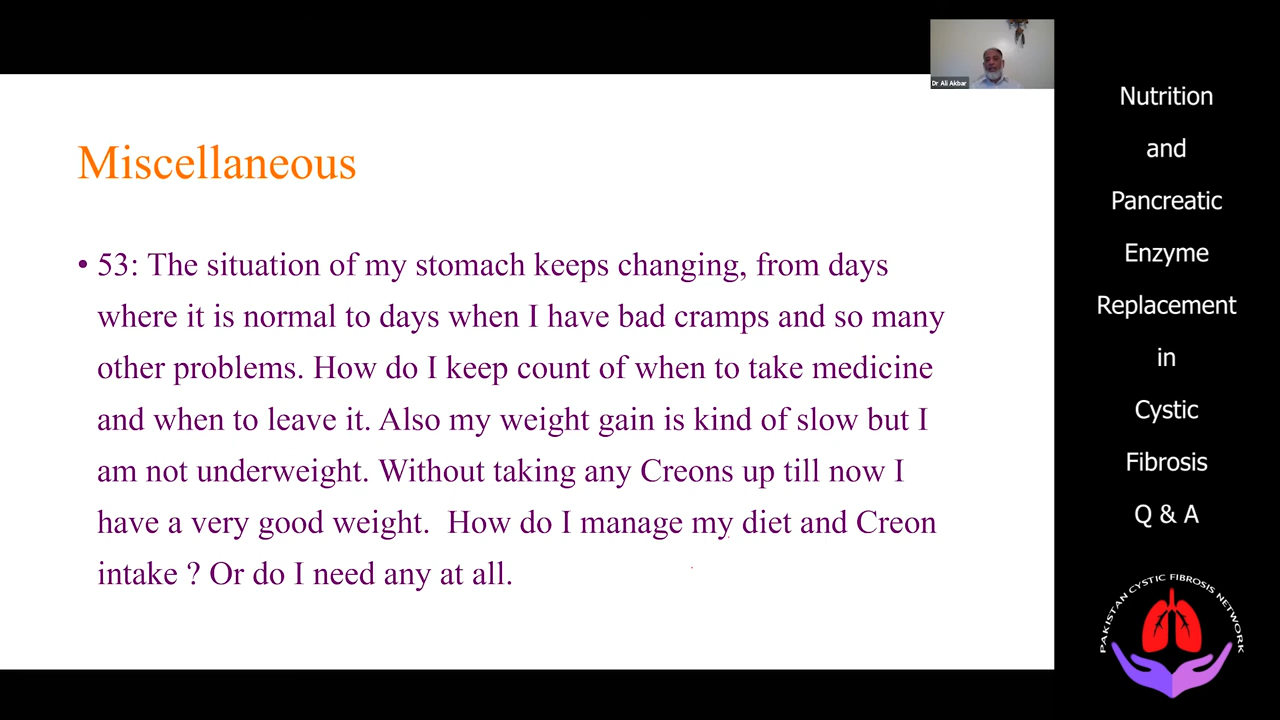 Dr Ali Akbar
Miscellaneous
• 53: The situation of my stomach keeps changing, from days
where it is normal to days when I have bad cramps and so many
other problems. How do I keep count of when to take medicine
and when to leave it. Also my weight gain is kind of slow but I
am not underweight. Without taking any Creons up till now I
have a very good weight.  How do I manage my diet and Creon
intake ? Or do I need any at all.
Nutrition
and
Pancreatic
Enzyme
Replacement
in
Cystic
Fibrosis
Q & A
PAKISTAN CYSTIC FIBROSIS NETWORK